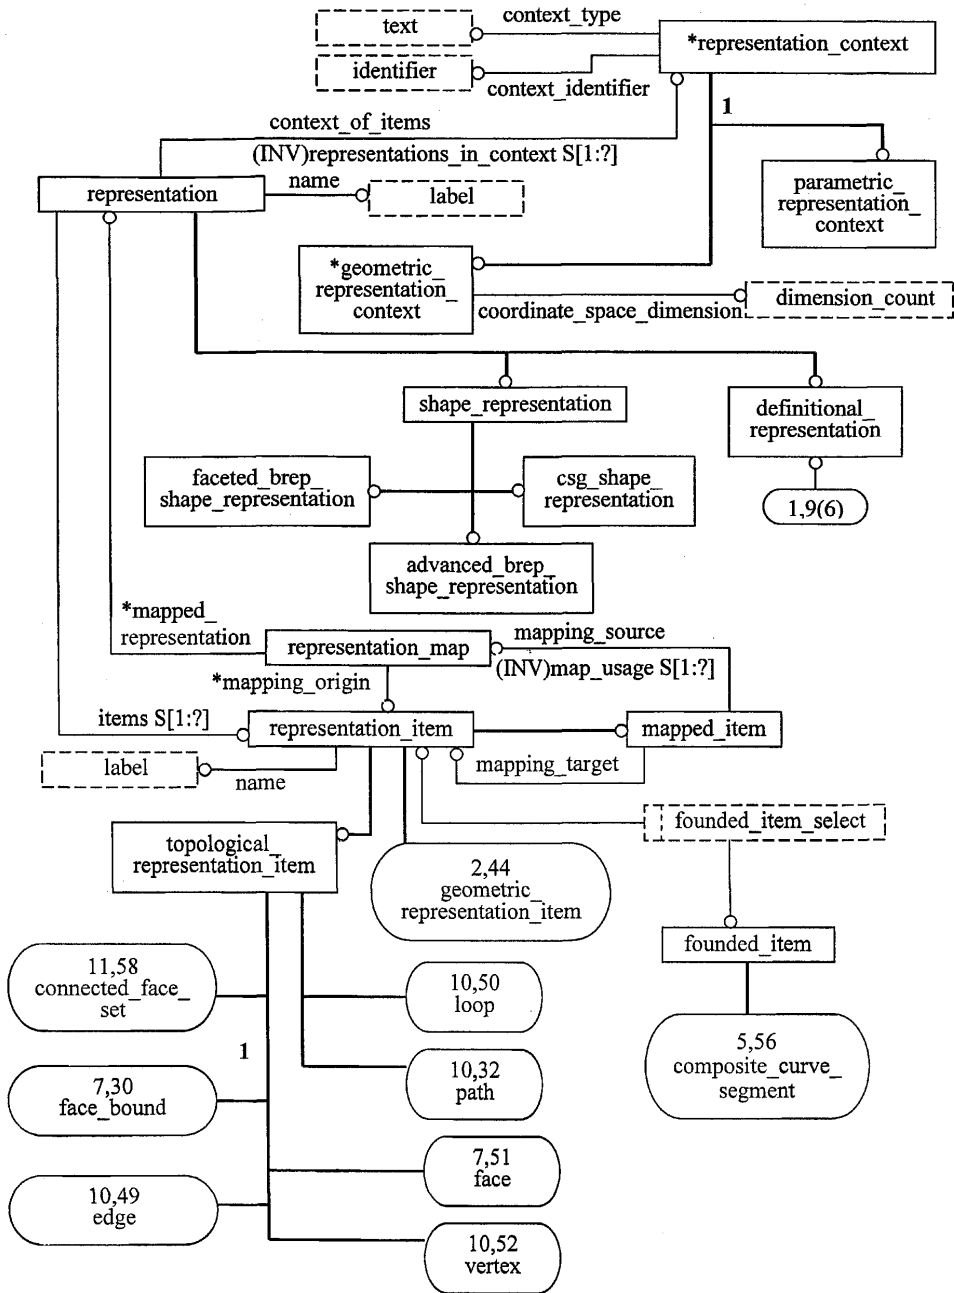 context_type
text
*representation_context
identifier
context_identifier
1
context_of_items
(INV)representations_in_context S[1:?]
name
representation
label
parametric_
representation_
context
*geometric_
representation_
context
coordinate_space_dimension
dimension_count
shape_representation
definitional_
representation
faceted_brep_
shape_representation
csg_shape_
representation
1,9(6)
advanced_brep_
shape_representation
*mapped_
representation
representation_map
mapping_source
(INV)map_usage S[1:?]
*mapping_origin
items S[1:?]
representation_item
mapped_item
label
name
mapping_target
founded_item_select
topological_
representation_item
2,44
geometric_
representation_item
founded_item
11,58
connected_face_
set
10,50
loop
1
5,56
composite_curve_
segment
7,30
face_bound
10,32
path
7,51
face
10,49
edge
10,52
vertex